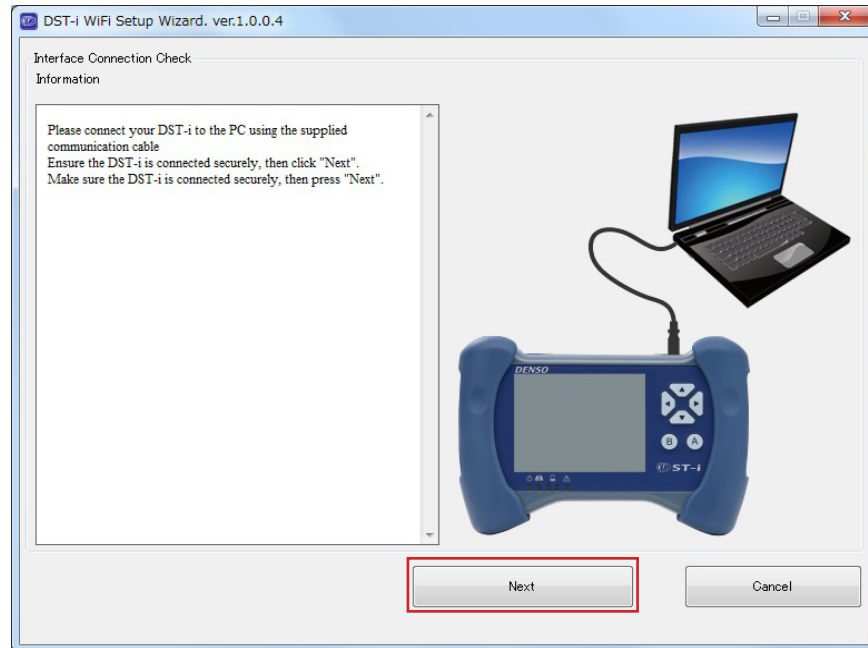 DST-i WiFi Setup Wizard. ver.1.0.0.4
Interface Connection Check
Information
Please connect your DST-i to the PC using the supplied
communication cable
Ensure the DST-i is connected securely, then click "Next".
Make sure the DST-i is connected securely, then press "Next".
DENSO
B A
ST-i
Next
Cancel